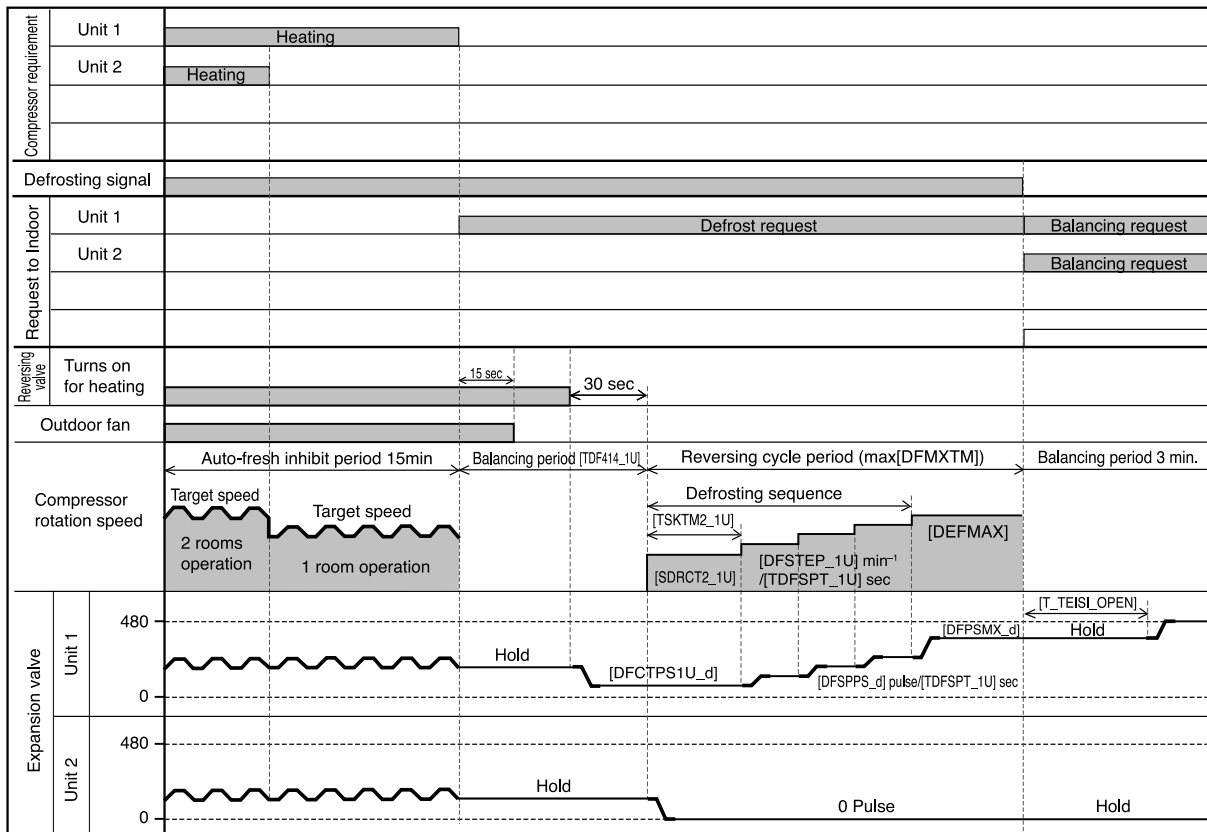 Compressor requirement
Unit 1
Heating
Unit 2
Heating
Defrosting signal
Request to Indoor
Unit 1
Defrost request
Balancing request
Unit 2
Balancing request
Reversing valve
Turns on for heating
15 sec
30 sec
Outdoor fan
Compressor rotation speed
Auto-fresh inhibit period 15min
Balancing period [TDF414_1U]
Reversing cycle period (max[DFMXTM])
Balancing period 3 min.
Defrosting sequence
Target speed
Target speed
[TSKTM2_1U]
2 rooms operation
1 room operation
[SDRCT2_1U]
[DFSTEP_1U] min⁻¹
/[TDFSPT_1U] sec
[DEFMAX]
Expansion valve
Unit 1
480
0
Hold
[DFCTPS1U_d]
[DFSPPS_d] pulse/[TDFSPT_1U] sec
[DFPSMX_d]
[T_TEISI_OPEN]
Hold
Unit 2
480
0
Hold
0 Pulse
Hold